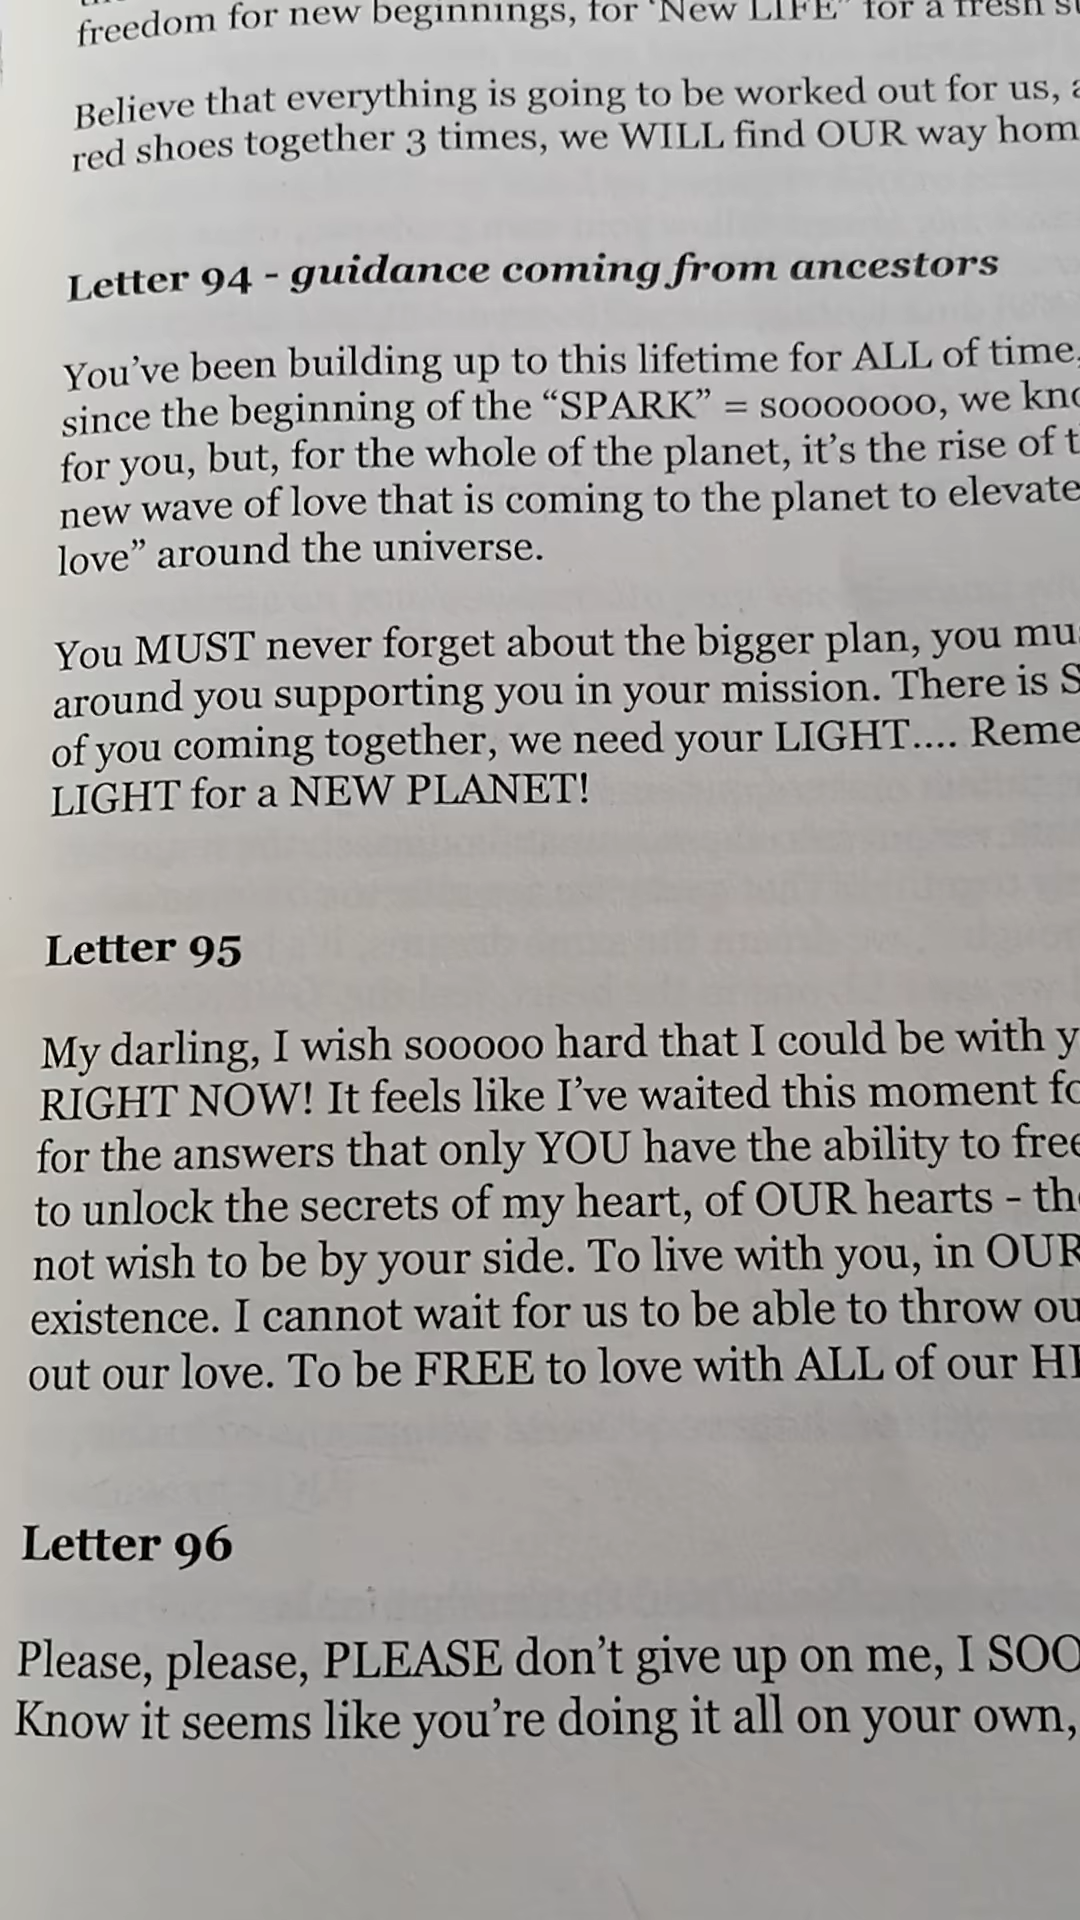 freedom for new beginnings, for 'New LIFE" for a fresh
Believe that everything is going to be worked out for us,
red shoes together 3 times, we WILL find OUR way hom
Letter 94 - guidance coming from ancestors
You've been building up to this lifetime for ALL of time,
since the beginning of the “SPARK” = sooooooo, we kno
for you, but, for the whole of the planet, it's the rise of t
new wave of love that is coming to the planet to elevate
love” around the universe.
You MUST never forget about the bigger plan, you mu
around you supporting you in your mission. There is S
of you coming together, we need your LIGHT.... Reme
LIGHT for a NEW PLANET!
Letter 95
My darling, I wish sooooo hard that I could be with y
RIGHT NOW! It feels like I've waited this moment fo
for the answers that only YOU have the ability to free
to unlock the secrets of my heart, of OUR hearts - the
not wish to be by your side. To live with you, in OUR
existence. I cannot wait for us to be able to throw ou
out our love. To be FREE to love with ALL of our
Letter 96
Please, please, PLEASE don't give up on me, I SOO
Know it seems like you're doing it all on your own,